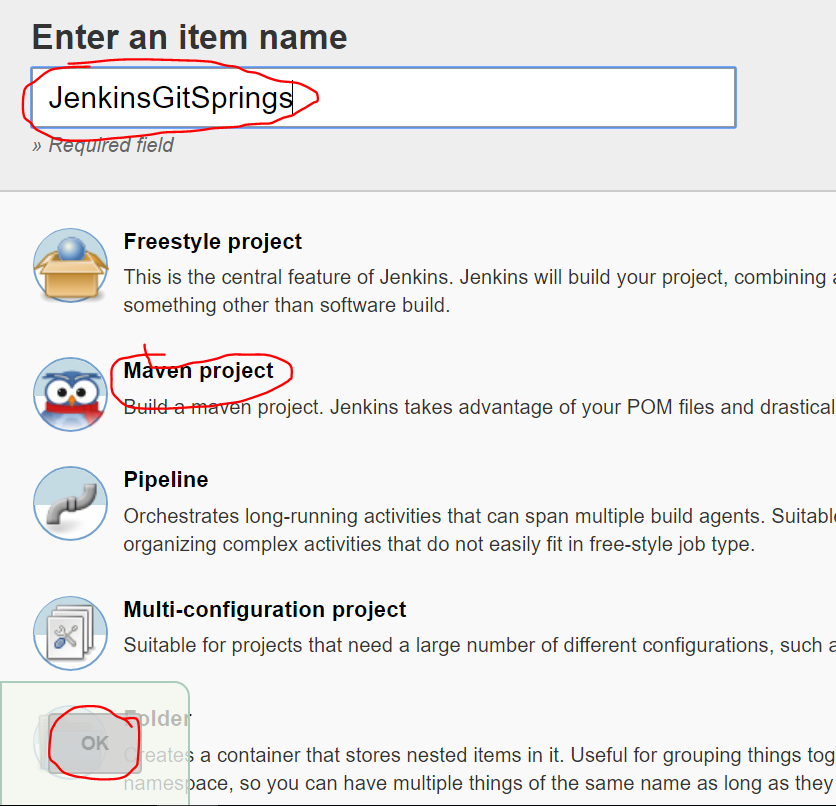 Enter an item name
JenkinsGitSprings
» Required field
Freestyle project
This is the central feature of Jenkins. Jenkins will build your project, combining
something other than software build.
Maven project
Build a maven project. Jenkins takes advantage of your POM files and
Pipeline
Orchestrates long-running activities that can span multiple build agents.
organizing complex activities that do not easily fit in free-style job type.
Multi-configuration project
Suitable for projects that need a large number of different configurations, such
Folder
OK
Creates a container that stores nested items in it. Useful for grouping things
namespace, so you can have multiple things of the same name as long as they